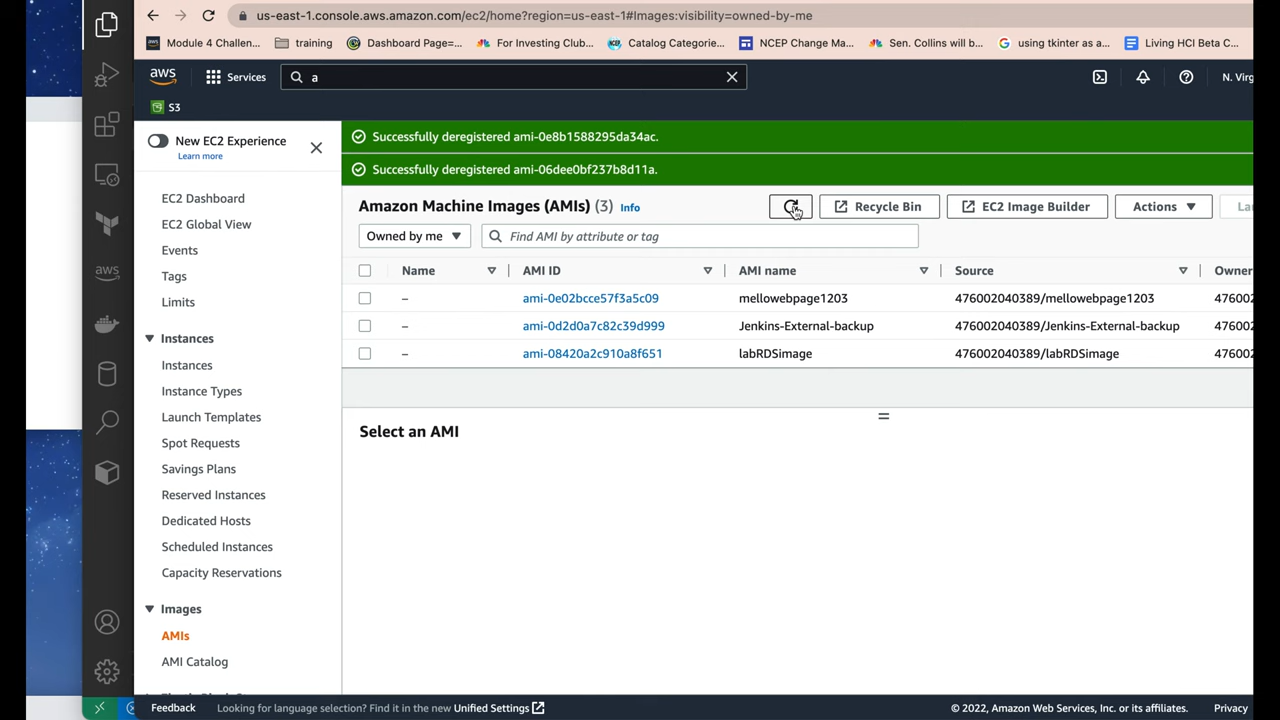 us-east-1.console.aws.amazon.com/ec2/home?region=us-east-1#Images:visibility=owned-by-me
Module 4 Challen... training Dashboard Page=... For Investing Club... Catalog Categorie... NCEP Change Ma... Sen. Collins will b... using tkinter as a... Living HCI Beta C...
aws Services a N. Virg
S3
New EC2 Experience
Learn more
EC2 Dashboard
EC2 Global View
Events
Tags
Limits
Instances
Instances
Instance Types
Launch Templates
Spot Requests
Savings Plans
Reserved Instances
Dedicated Hosts
Scheduled Instances
Capacity Reservations
Images
AMIs
AMI Catalog
Successfully deregistered ami-0e8b1588295da34ac.
Successfully deregistered ami-06dee0bf237b8d11a.
Amazon Machine Images (AMIs) (3) Info Recycle Bin EC2 Image Builder Actions La
Owned by me Find AMI by attribute or tag
Name AMI ID AMI name Source Owner
– ami-0e02bcce57f3a5c09 mellowebpage1203 476002040389/mellowebpage1203 47600
– ami-0d2d0a7c82c39d999 Jenkins-External-backup 476002040389/Jenkins-External-backup 47600
– ami-08420a2c910a8f651 labRDSimage 476002040389/labRDSimage 47600
Select an AMI
aws
Feedback Looking for language selection? Find it in the new Unified Settings © 2022, Amazon Web Services, Inc. or its affiliates. Privacy